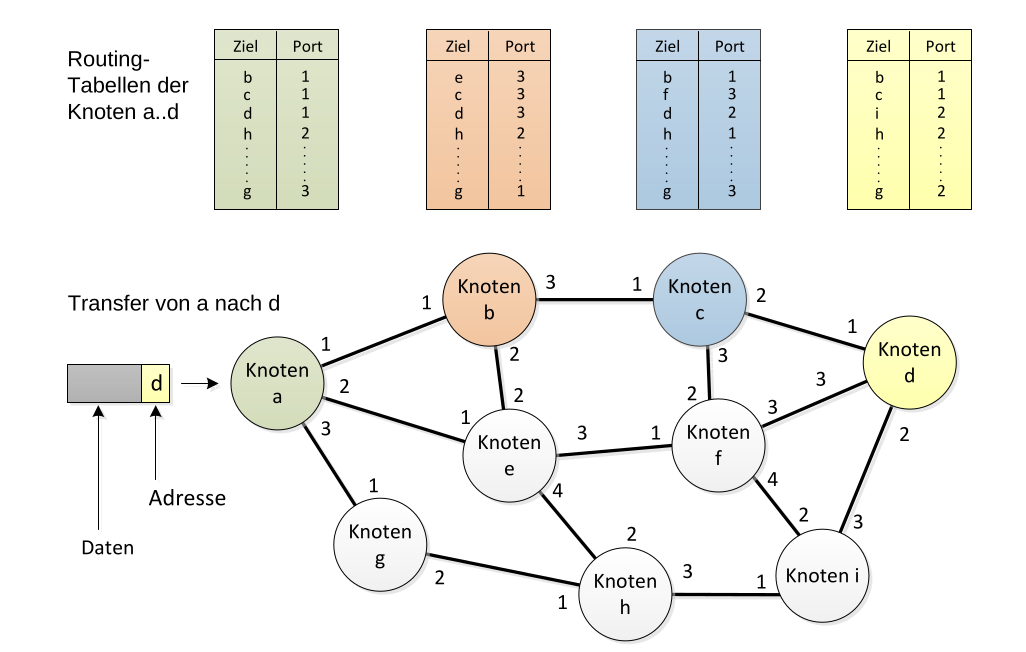 Routing-
Tabellen der
Knoten a..d
Ziel Port
b 1
c 1
d 1
h 2
g 3
Ziel Port
e 3
c 3
d 3
h 2
g 1
Ziel Port
b 1
f 3
d 2
h 1
g 3
Ziel Port
b 1
c 1
i 2
h 2
g 2
Transfer von a nach d
d
Adresse
Daten
Knoten
a
1
2
3
Knoten
b
1
3
2
Knoten
c
1
2
3
Knoten
d
1
3
2
Knoten
e
2
1
3
4
Knoten
f
2
1
3
4
Knoten
g
1
2
Knoten
h
2
1
3
Knoten i
2
3
1